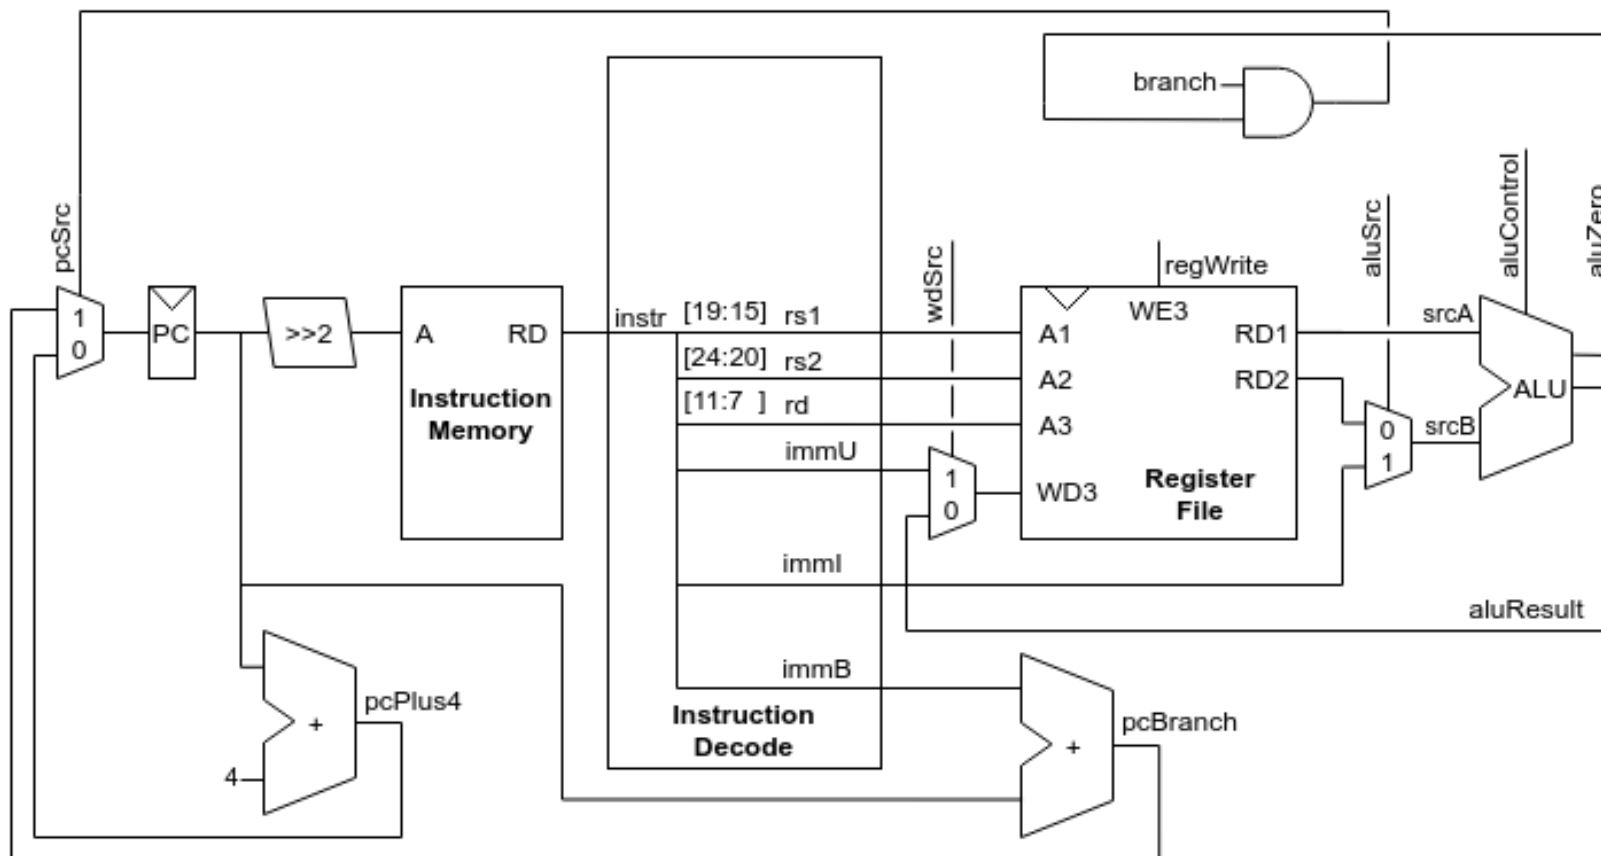 branch
pcSrc
aluSrc
aluControl
aluZero
wdSrc
regWrite
1
0
PC
>>2
A
RD
Instruction
Memory
instr
[19:15] rs1
[24:20] rs2
[11:7 ] rd
immU
immI
immB
Instruction
Decode
1
0
A1
A2
A3
WD3
WE3
RD1
RD2
Register
File
srcA
0
1
srcB
ALU
aluResult
4
+
pcPlus4
+
pcBranch